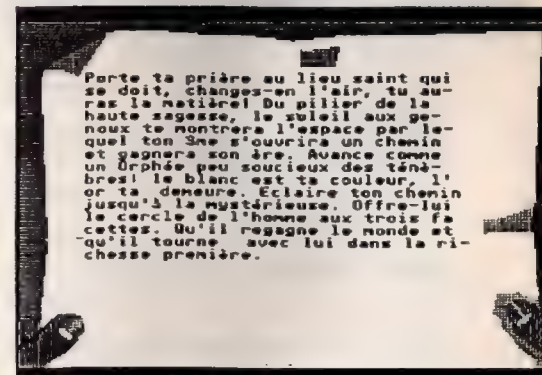 Porte ta prière au lieu saint qui
se doit, changes-en l'air, tu au-
ras la matière! Du pilier de la
haute sagesse, le soleil aux ge-
noux te montrera l'espace par le-
quel ton 3me s'ouvrira un chemin
et gagnera son ère. Avance comme
un Orphée peu soucieux des ténè-
bres! le blanc est ta couleur, l'
or ta demeure. Eclaire ton chemin
jusqu'à la mystérieuse. Offre-lui
le cercle de l'homme aux trois fa
cettes. Qu'il regagne le monde et
qu'il tourne avec lui dans la ri-
chesse première.